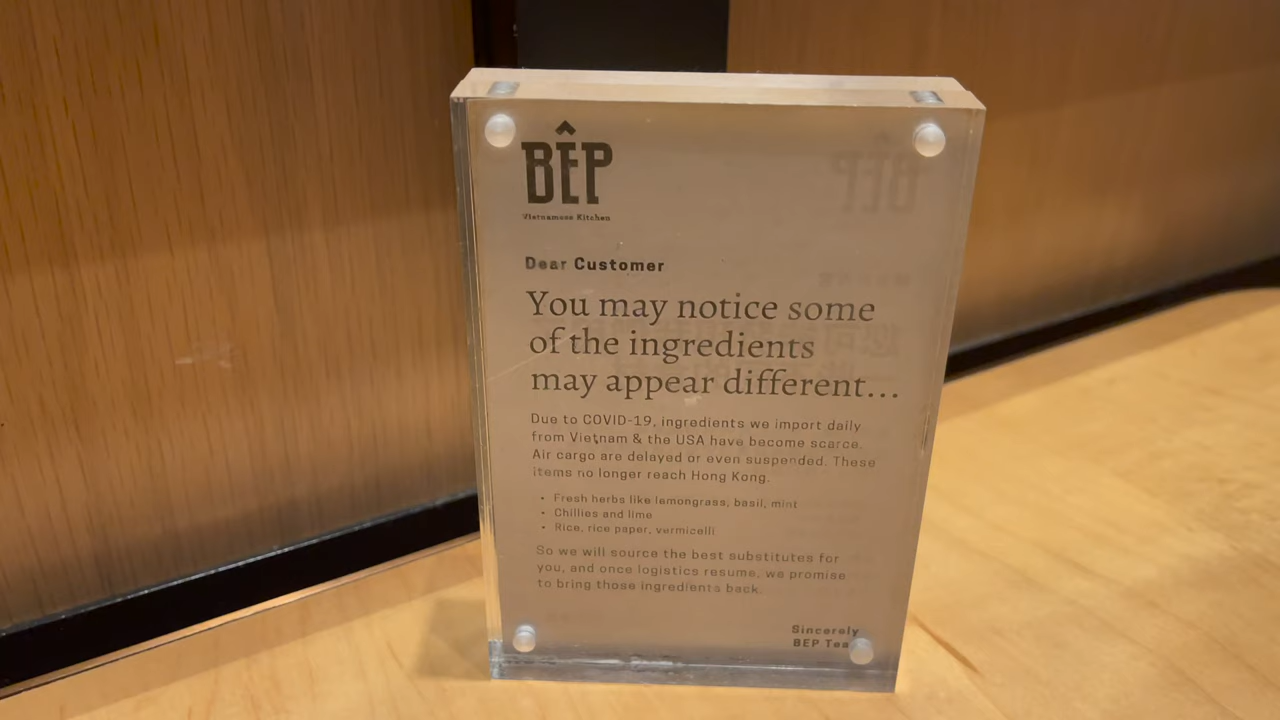 BẾP
Vietnamese Kitchen
Dear Customer
You may notice some
of the ingredients
may appear different...
Due to COVID-19, ingredients we import daily
from Vietnam & the USA have become scarce.
Air cargo are delayed or even suspended. These
items no longer reach Hong Kong.
• Fresh herbs like lemongrass, basil, mint
• Chillies and lime
• Rice, rice paper, vermicelli
So we will source the best substitutes for
you, and once logistics resume, we promise
to bring those ingredients back.
Sincerely
BEP Tea